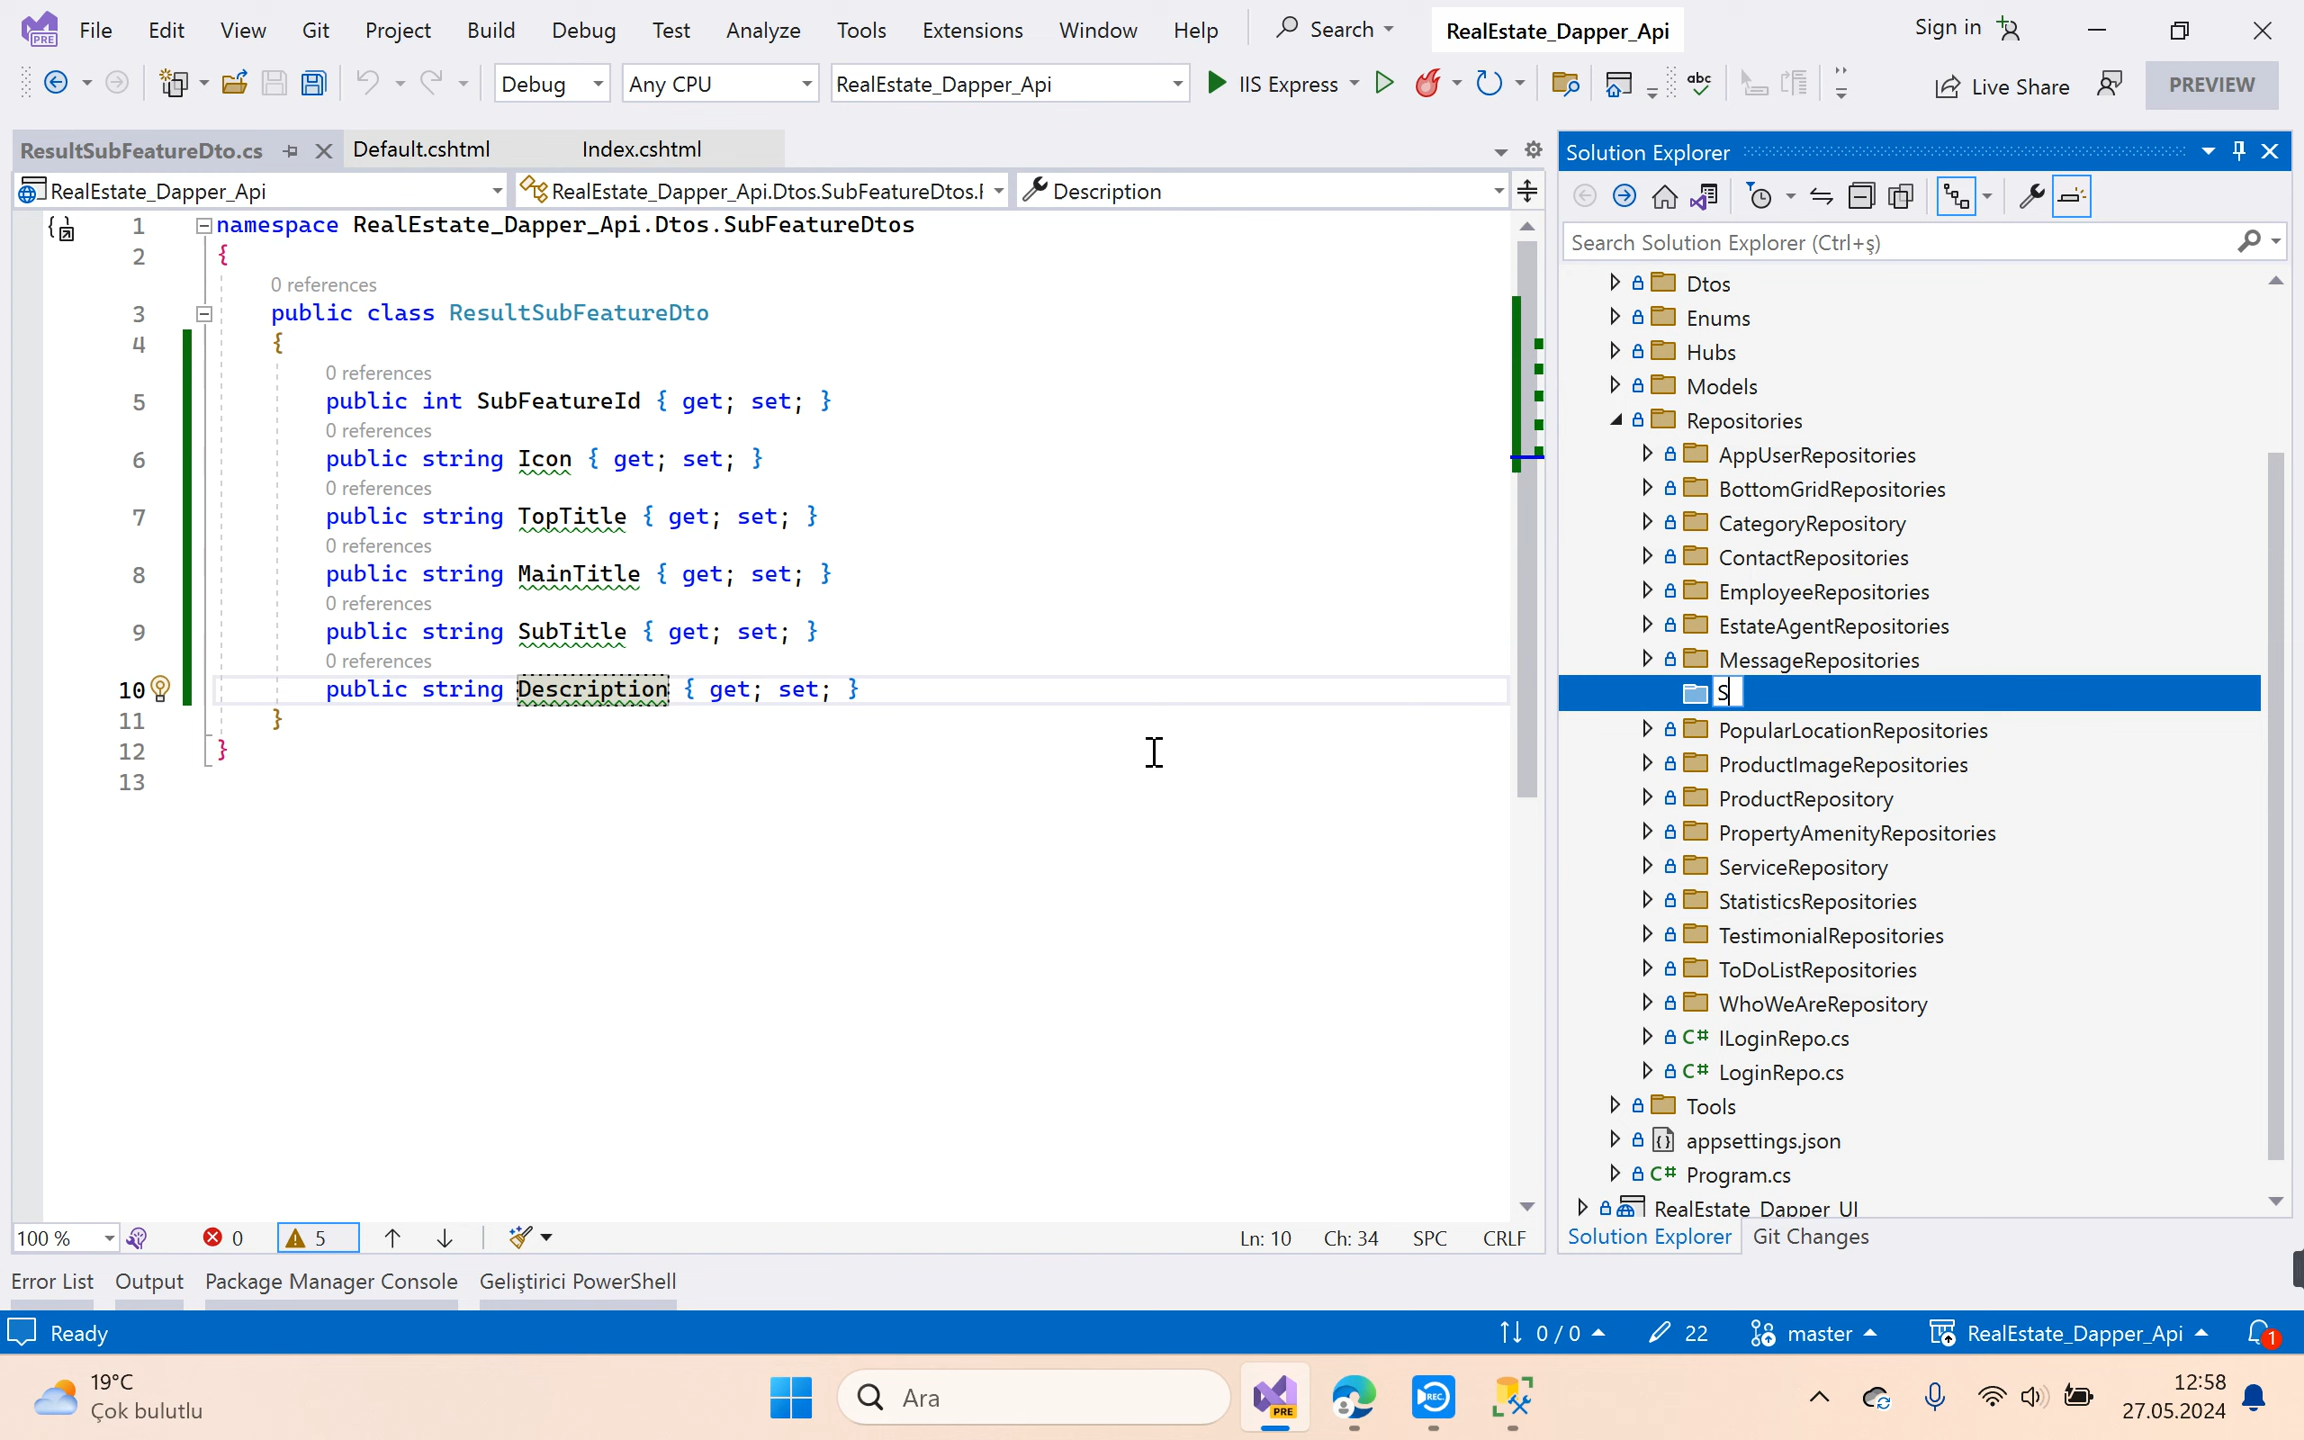 File Edit View Git Project Build Debug Test Analyze Tools Extensions Window Help Search RealEstate_Dapper_Api Sign in
PRE
Debug Any CPU RealEstate_Dapper_Api IIS Express abc Live Share PREVIEW
ResultSubFeatureDto.cs Default.cshtml Index.cshtml
RealEstate_Dapper_Api RealEstate_Dapper_Api.Dtos.SubFeatureDtos. Description
1 namespace RealEstate_Dapper_Api.Dtos.SubFeatureDtos
2 {
0 references
3 public class ResultSubFeatureDto
4 {
0 references
5 public int SubFeatureId { get; set; }
0 references
6 public string Icon { get; set; }
0 references
7 public string TopTitle { get; set; }
0 references
8 public string MainTitle { get; set; }
0 references
9 public string SubTitle { get; set; }
0 references
10 public string Description { get; set; }
11 }
12 }
13
100 % 0 5 Ln: 10 Ch: 34 SPC CRLF
Solution Explorer
Search Solution Explorer (Ctrl+ş)
Dtos
Enums
Hubs
Models
Repositories
AppUserRepositories
BottomGridRepositories
CategoryRepository
ContactRepositories
EmployeeRepositories
EstateAgentRepositories
MessageRepositories
S
PopularLocationRepositories
ProductImageRepositories
ProductRepository
PropertyAmenityRepositories
ServiceRepository
StatisticsRepositories
TestimonialRepositories
ToDoListRepositories
WhoWeAreRepository
C# ILoginRepo.cs
C# LoginRepo.cs
Tools
appsettings.json
C# Program.cs
RealEstate_Dapper_UI
Solution Explorer Git Changes
Error List Output Package Manager Console Geliştirici PowerShell
Ready 0 / 0 22 master RealEstate_Dapper_Api 1
19°C
Çok bulutlu
Ara
PRE
REC
12:58
27.05.2024